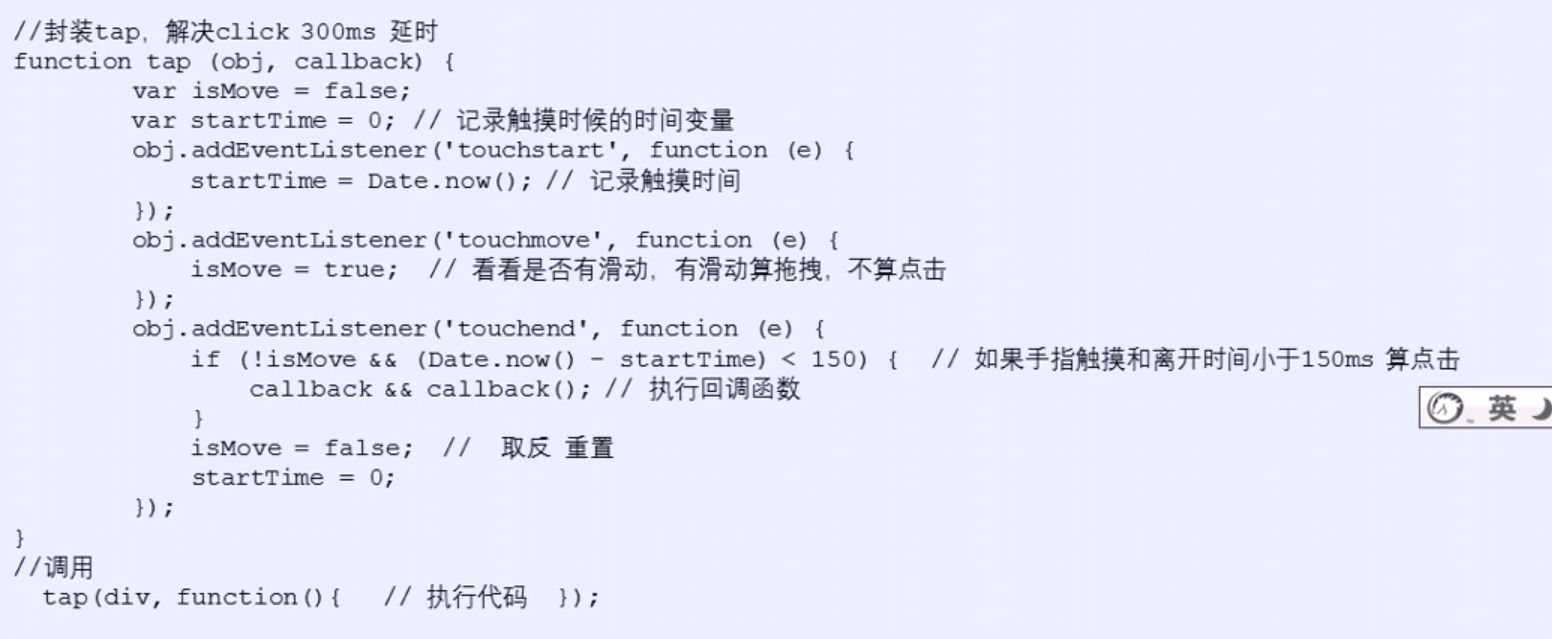 //封装tap，解决click 300ms 延时
function tap (obj, callback) {
        var isMove = false;
        var startTime = 0; // 记录触摸时候的时间变量
        obj.addEventListener('touchstart', function (e) {
            startTime = Date.now(); // 记录触摸时间
        });
        obj.addEventListener('touchmove', function (e) {
            isMove = true;  // 看看是否有滑动，有滑动算拖拽，不算点击
        });
        obj.addEventListener('touchend', function (e) {
            if (!isMove && (Date.now() - startTime) < 150) {  // 如果手指触摸和离开时间小于150ms 算点击
                callback && callback(); // 执行回调函数
            }
英
            isMove = false;  //  取反 重置
            startTime = 0;
        });
}
//调用
  tap(div, function(){   // 执行代码  });